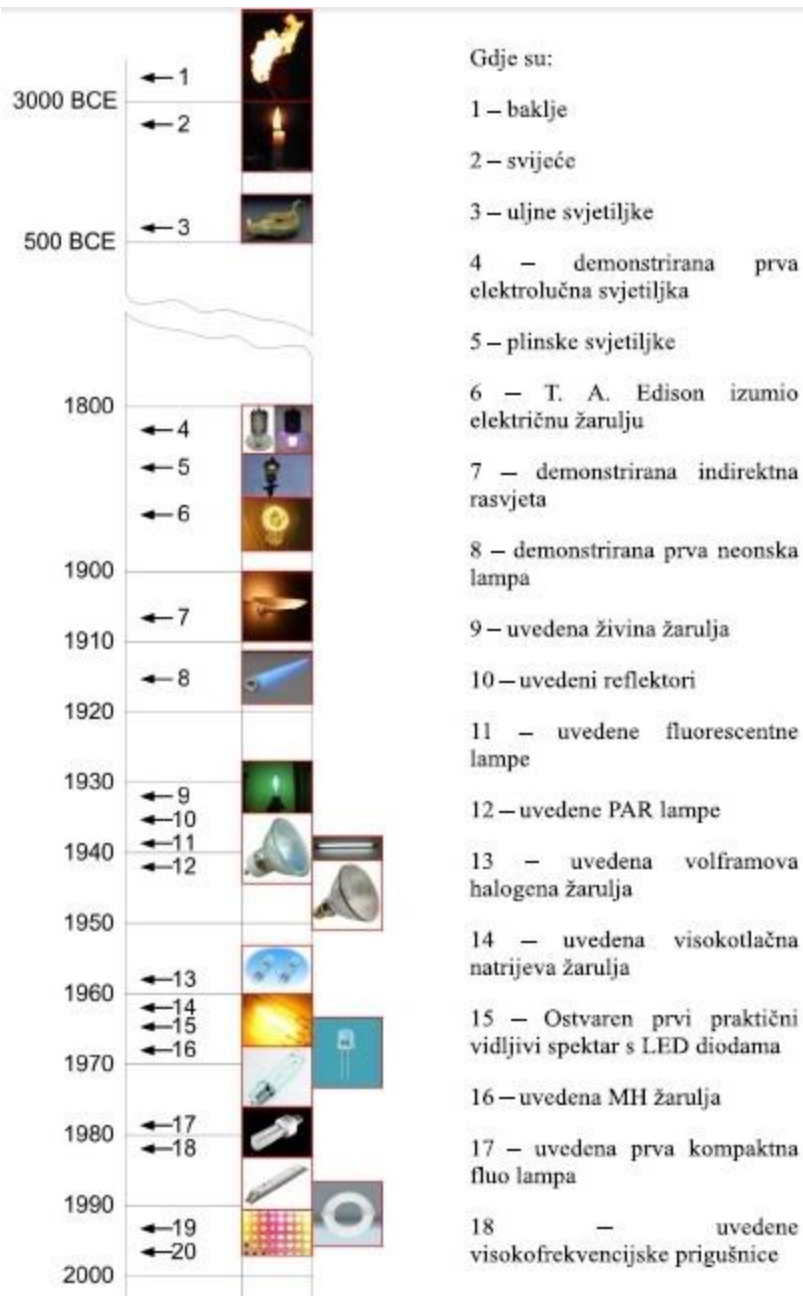 3000 BCE
500 BCE
1800
1900
1910
1920
1930
1940
1950
1960
1970
1980
1990
2000
1
2
3
4
5
6
7
8
9
10
11
12
13
14
15
16
17
18
19
20
Gdje su:
1 – baklje
2 – svijeće
3 – uljne svjetiljke
4 – demonstrirana prva
elektrolučna svjetiljka
5 – plinske svjetiljke
6 – T. A. Edison izumio
električnu žarulju
7 – demonstrirana indirektna
rasvjeta
8 – demonstrirana prva neonska
lampa
9 – uvedena živina žarulja
10 – uvedeni reflektori
11 – uvedene fluorescentne
lampe
12 – uvedene PAR lampe
13 – uvedena volframova
halogena žarulja
14 – uvedena visokotlačna
natrijeva žarulja
15 – Ostvaren prvi praktični
vidljivi spektar s LED diodama
16 – uvedena MH žarulja
17 – uvedena prva kompaktna
fluo lampa
18 – uvedene
visokofrekvencijske prigušnice